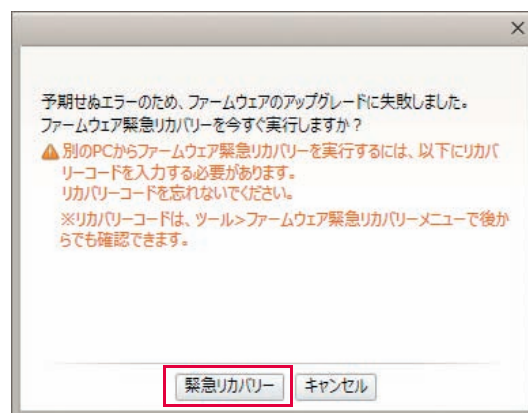 予期せぬエラーのため、ファームウェアのアップグレードに失敗しました。
ファームウェア緊急リカバリーを今すぐ実行しますか？
別のPCからファームウェア緊急リカバリーを実行するには、以下にリカバ
リーコードを入力する必要があります。
リカバリーコードを忘れないでください。
※リカバリーコードは、ツール>ファームウェア緊急リカバリーメニューで後か
らでも確認できます。
緊急リカバリー
キャンセル